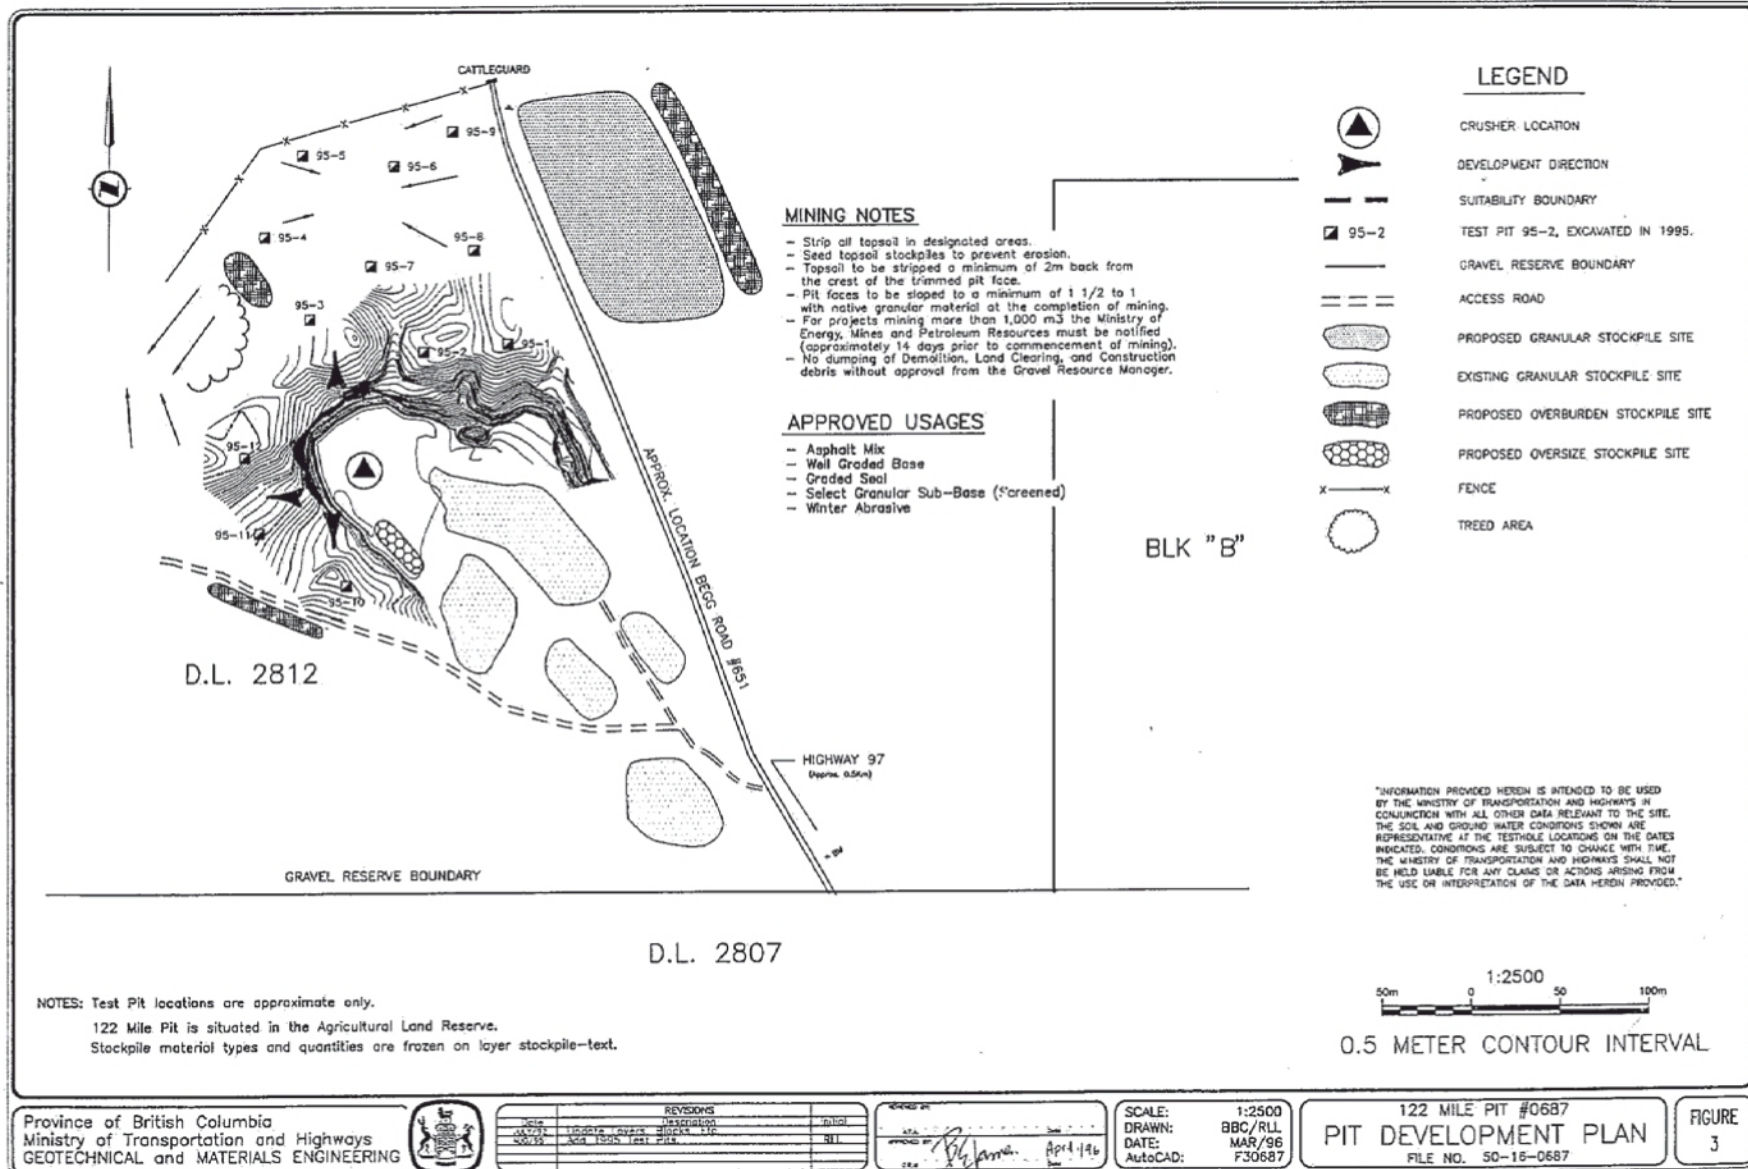 CATTLEGUARD
95-9
95-5
95-6
95-4
95-8
95-7
95-3
95-2
95-1
95-12
95-11
95-10
APPROX. LOCATION BEGG ROAD #651
D.L. 2812
HIGHWAY 97
(Approx. 0.5Km)
GRAVEL RESERVE BOUNDARY
D.L. 2807
BLK "B"
MINING NOTES
- Strip all topsoil in designated areas.
- Seed topsoil stockpiles to prevent erosion.
- Topsoil to be stripped a minimum of 2m back from
the crest of the trimmed pit face.
- Pit faces to be sloped to a minimum of 1 1/2 to 1
with native granular material at the completion of mining.
- For projects mining more than 1,000 m3 the Ministry of
Energy, Mines and Petroleum Resources must be notified
(approximately 14 days prior to commencement of mining).
- No dumping of Demolition, Land Clearing, and Construction
debris without approval from the Gravel Resource Manager.
APPROVED USAGES
- Asphalt Mix
- Well Graded Base
- Graded Seal
- Select Granular Sub-Base (Screened)
- Winter Abrasive
LEGEND
CRUSHER LOCATION
DEVELOPMENT DIRECTION
SUITABILITY BOUNDARY
95-2 TEST PIT 95-2, EXCAVATED IN 1995.
GRAVEL RESERVE BOUNDARY
ACCESS ROAD
PROPOSED GRANULAR STOCKPILE SITE
EXISTING GRANULAR STOCKPILE SITE
PROPOSED OVERBURDEN STOCKPILE SITE
PROPOSED OVERSIZE STOCKPILE SITE
X X FENCE
TREED AREA
"INFORMATION PROVIDED HEREIN IS INTENDED TO BE USED
BY THE MINISTRY OF TRANSPORTATION AND HIGHWAYS IN
CONJUNCTION WITH ALL OTHER DATA RELEVANT TO THE SITE.
THE SOIL AND GROUND WATER CONDITIONS SHOWN ARE
REPRESENTATIVE AT THE TESTHOLE LOCATIONS ON THE DATES
INDICATED. CONDITIONS ARE SUBJECT TO CHANGE WITH TIME.
THE MINISTRY OF TRANSPORTATION AND HIGHWAYS SHALL NOT
BE HELD LIABLE FOR ANY CLAIMS OR ACTIONS ARISING FROM
THE USE OR INTERPRETATION OF THE DATA HEREIN PROVIDED."
1:2500
50m 0 50 100m
0.5 METER CONTOUR INTERVAL
NOTES: Test Pit locations are approximate only.
122 Mile Pit is situated in the Agricultural Land Reserve.
Stockpile material types and quantities are frozen on layer stockpile-text.
Province of British Columbia
Ministry of Transportation and Highways
GEOTECHNICAL and MATERIALS ENGINEERING
REVISIONS
Date Description Initial
Update Layers, Blocks, Etc.
Add 1995 Test Pits. RLL
April/96
SCALE: 1:2500
DRAWN: BBC/RLL
DATE: MAR/96
AutoCAD: F30687
122 MILE PIT #0687
PIT DEVELOPMENT PLAN
FILE NO. 50-16-0687
FIGURE
3